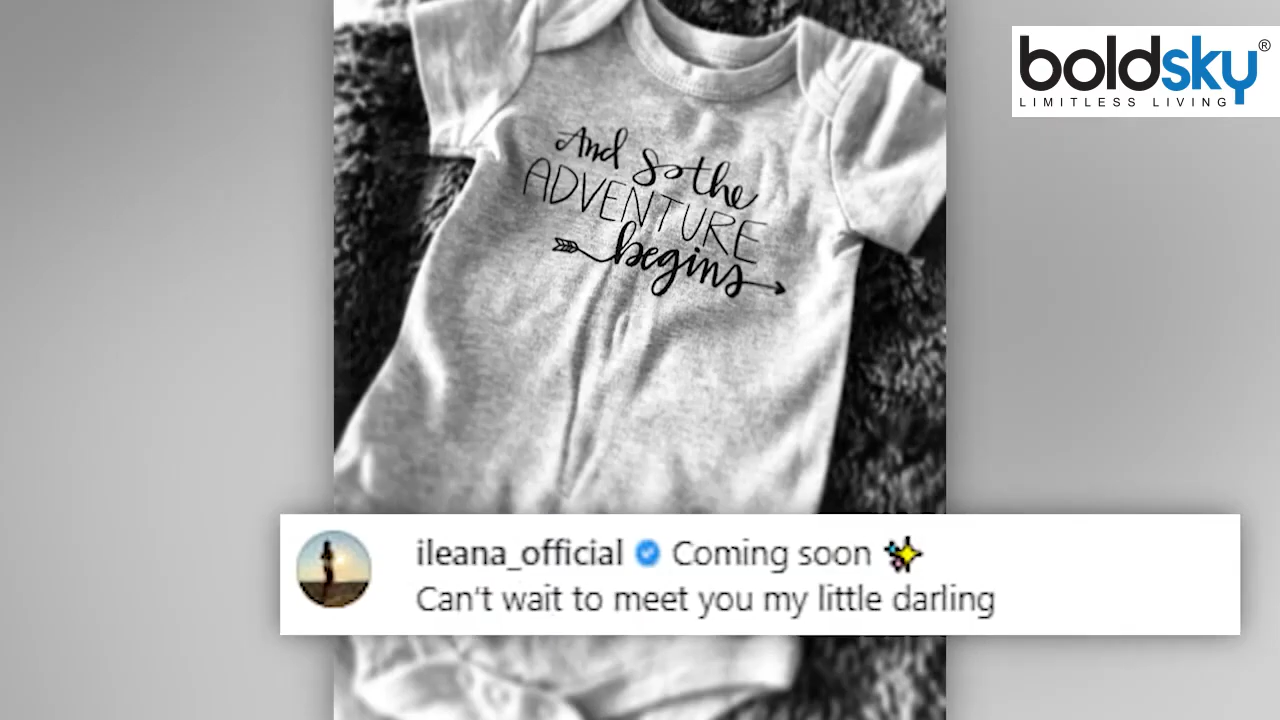 boldsky®
LIMITLESS LIVING
And So the
ADVENTURE
begins
ileana_official Coming soon ✨
Can't wait to meet you my little darling